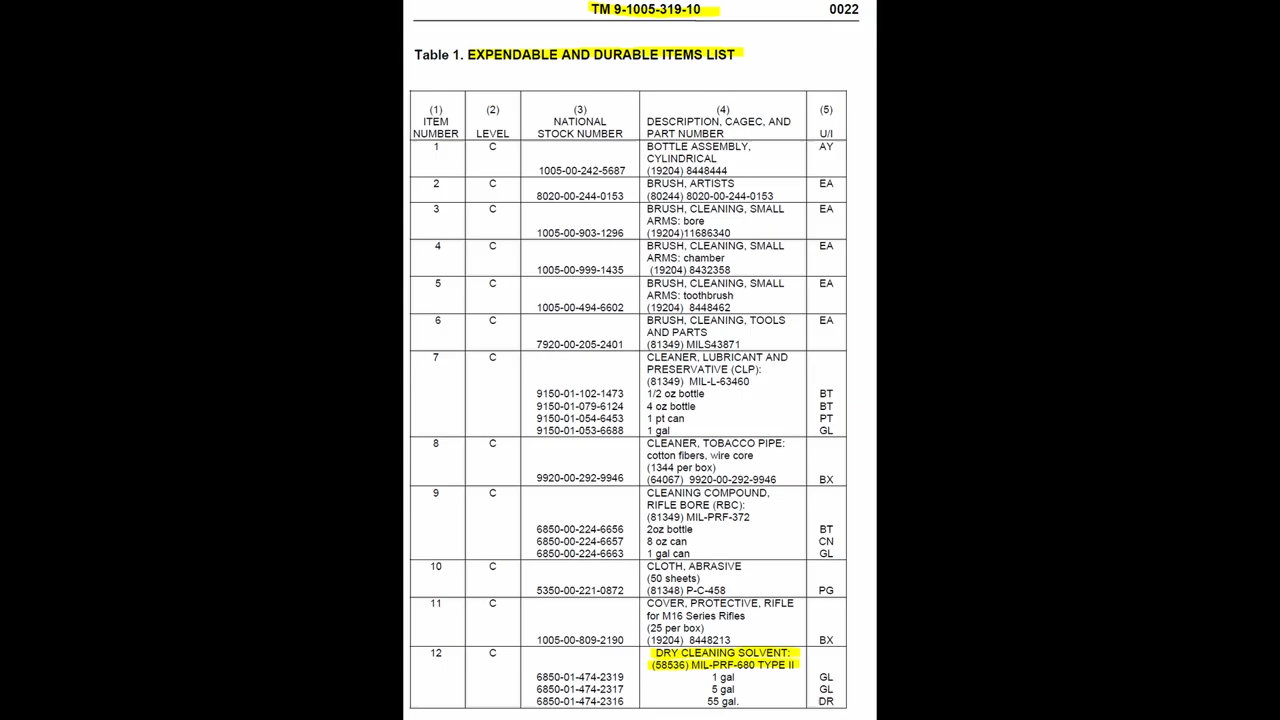 TM 9-1005-319-10 0022
Table 1. EXPENDABLE AND DURABLE ITEMS LIST
(1) (2) (3) (4) (5)
ITEM NATIONAL DESCRIPTION, CAGEC, AND
NUMBER LEVEL STOCK NUMBER PART NUMBER U/I
1 C BOTTLE ASSEMBLY, AY
CYLINDRICAL
1005-00-242-5687 (19204) 8448444
2 C BRUSH, ARTISTS EA
8020-00-244-0153 (80244) 8020-00-244-0153
3 C BRUSH, CLEANING, SMALL EA
ARMS: bore
1005-00-903-1296 (19204)11686340
4 C BRUSH, CLEANING, SMALL EA
ARMS: chamber
1005-00-999-1435 (19204) 8432358
5 C BRUSH, CLEANING, SMALL EA
ARMS: toothbrush
1005-00-494-6602 (19204) 8448462
6 C BRUSH, CLEANING, TOOLS EA
AND PARTS
7920-00-205-2401 (81349) MILS43871
7 C CLEANER, LUBRICANT AND
PRESERVATIVE (CLP):
(81349) MIL-L-63460
9150-01-102-1473 1/2 oz bottle BT
9150-01-079-6124 4 oz bottle BT
9150-01-054-6453 1 pt can PT
9150-01-053-6688 1 gal GL
8 C CLEANER, TOBACCO PIPE:
cotton fibers, wire core
(1344 per box)
9920-00-292-9946 (64067) 9920-00-292-9946 BX
9 C CLEANING COMPOUND,
RIFLE BORE (RBC):
(81349) MIL-PRF-372
6850-00-224-6656 2oz bottle BT
6850-00-224-6657 8 oz can CN
6850-00-224-6663 1 gal can GL
10 C CLOTH, ABRASIVE
(50 sheets)
5350-00-221-0872 (81348) P-C-458 PG
11 C COVER, PROTECTIVE, RIFLE
for M16 Series Rifles
(25 per box)
1005-00-809-2190 (19204) 8448213 BX
12 C DRY CLEANING SOLVENT:
(58536) MIL-PRF-680 TYPE II
6850-01-474-2319 1 gal GL
6850-01-474-2317 5 gal GL
6850-01-474-2316 55 gal. DR